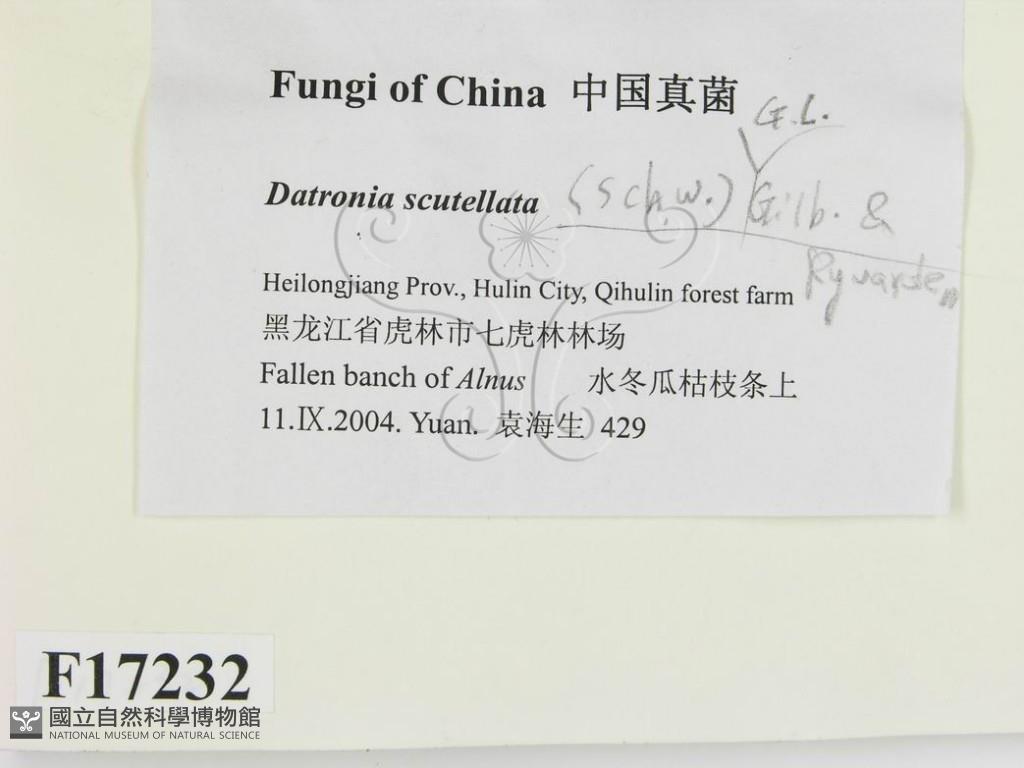 Fungi of China 中国真菌
G.L.
Datronia scutellata (Schw.) Gilb. &
Ryvarden
Heilongjiang Prov., Hulin City, Qihulin forest farm
黑龙江省虎林市七虎林林场
Fallen banch of Alnus 水冬瓜枯枝条上
11.Ⅸ.2004. Yuan. 袁海生 429
F17232
國立自然科學博物館
NATIONAL MUSEUM OF NATURAL SCIENCE